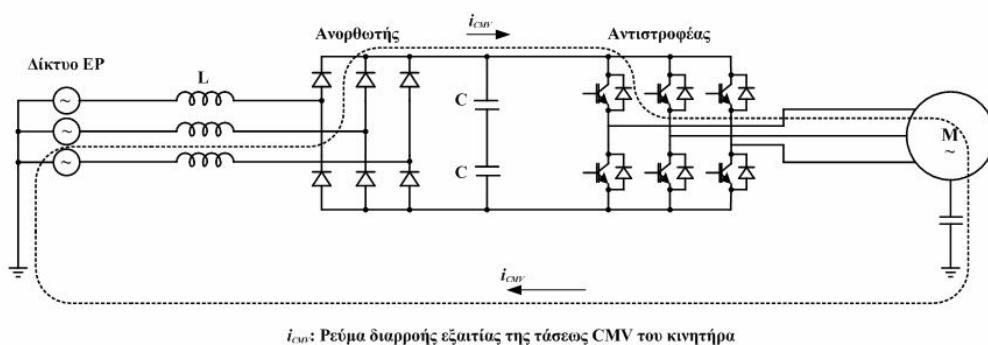 i_CMV
Ανορθωτής
Αντιστροφέας
Δίκτυο ΕΡ
L
~
~
~
C
C
M
~
i_CMV
i_CMV: Ρεύμα διαρροής εξαιτίας της τάσεως CMV του κινητήρα